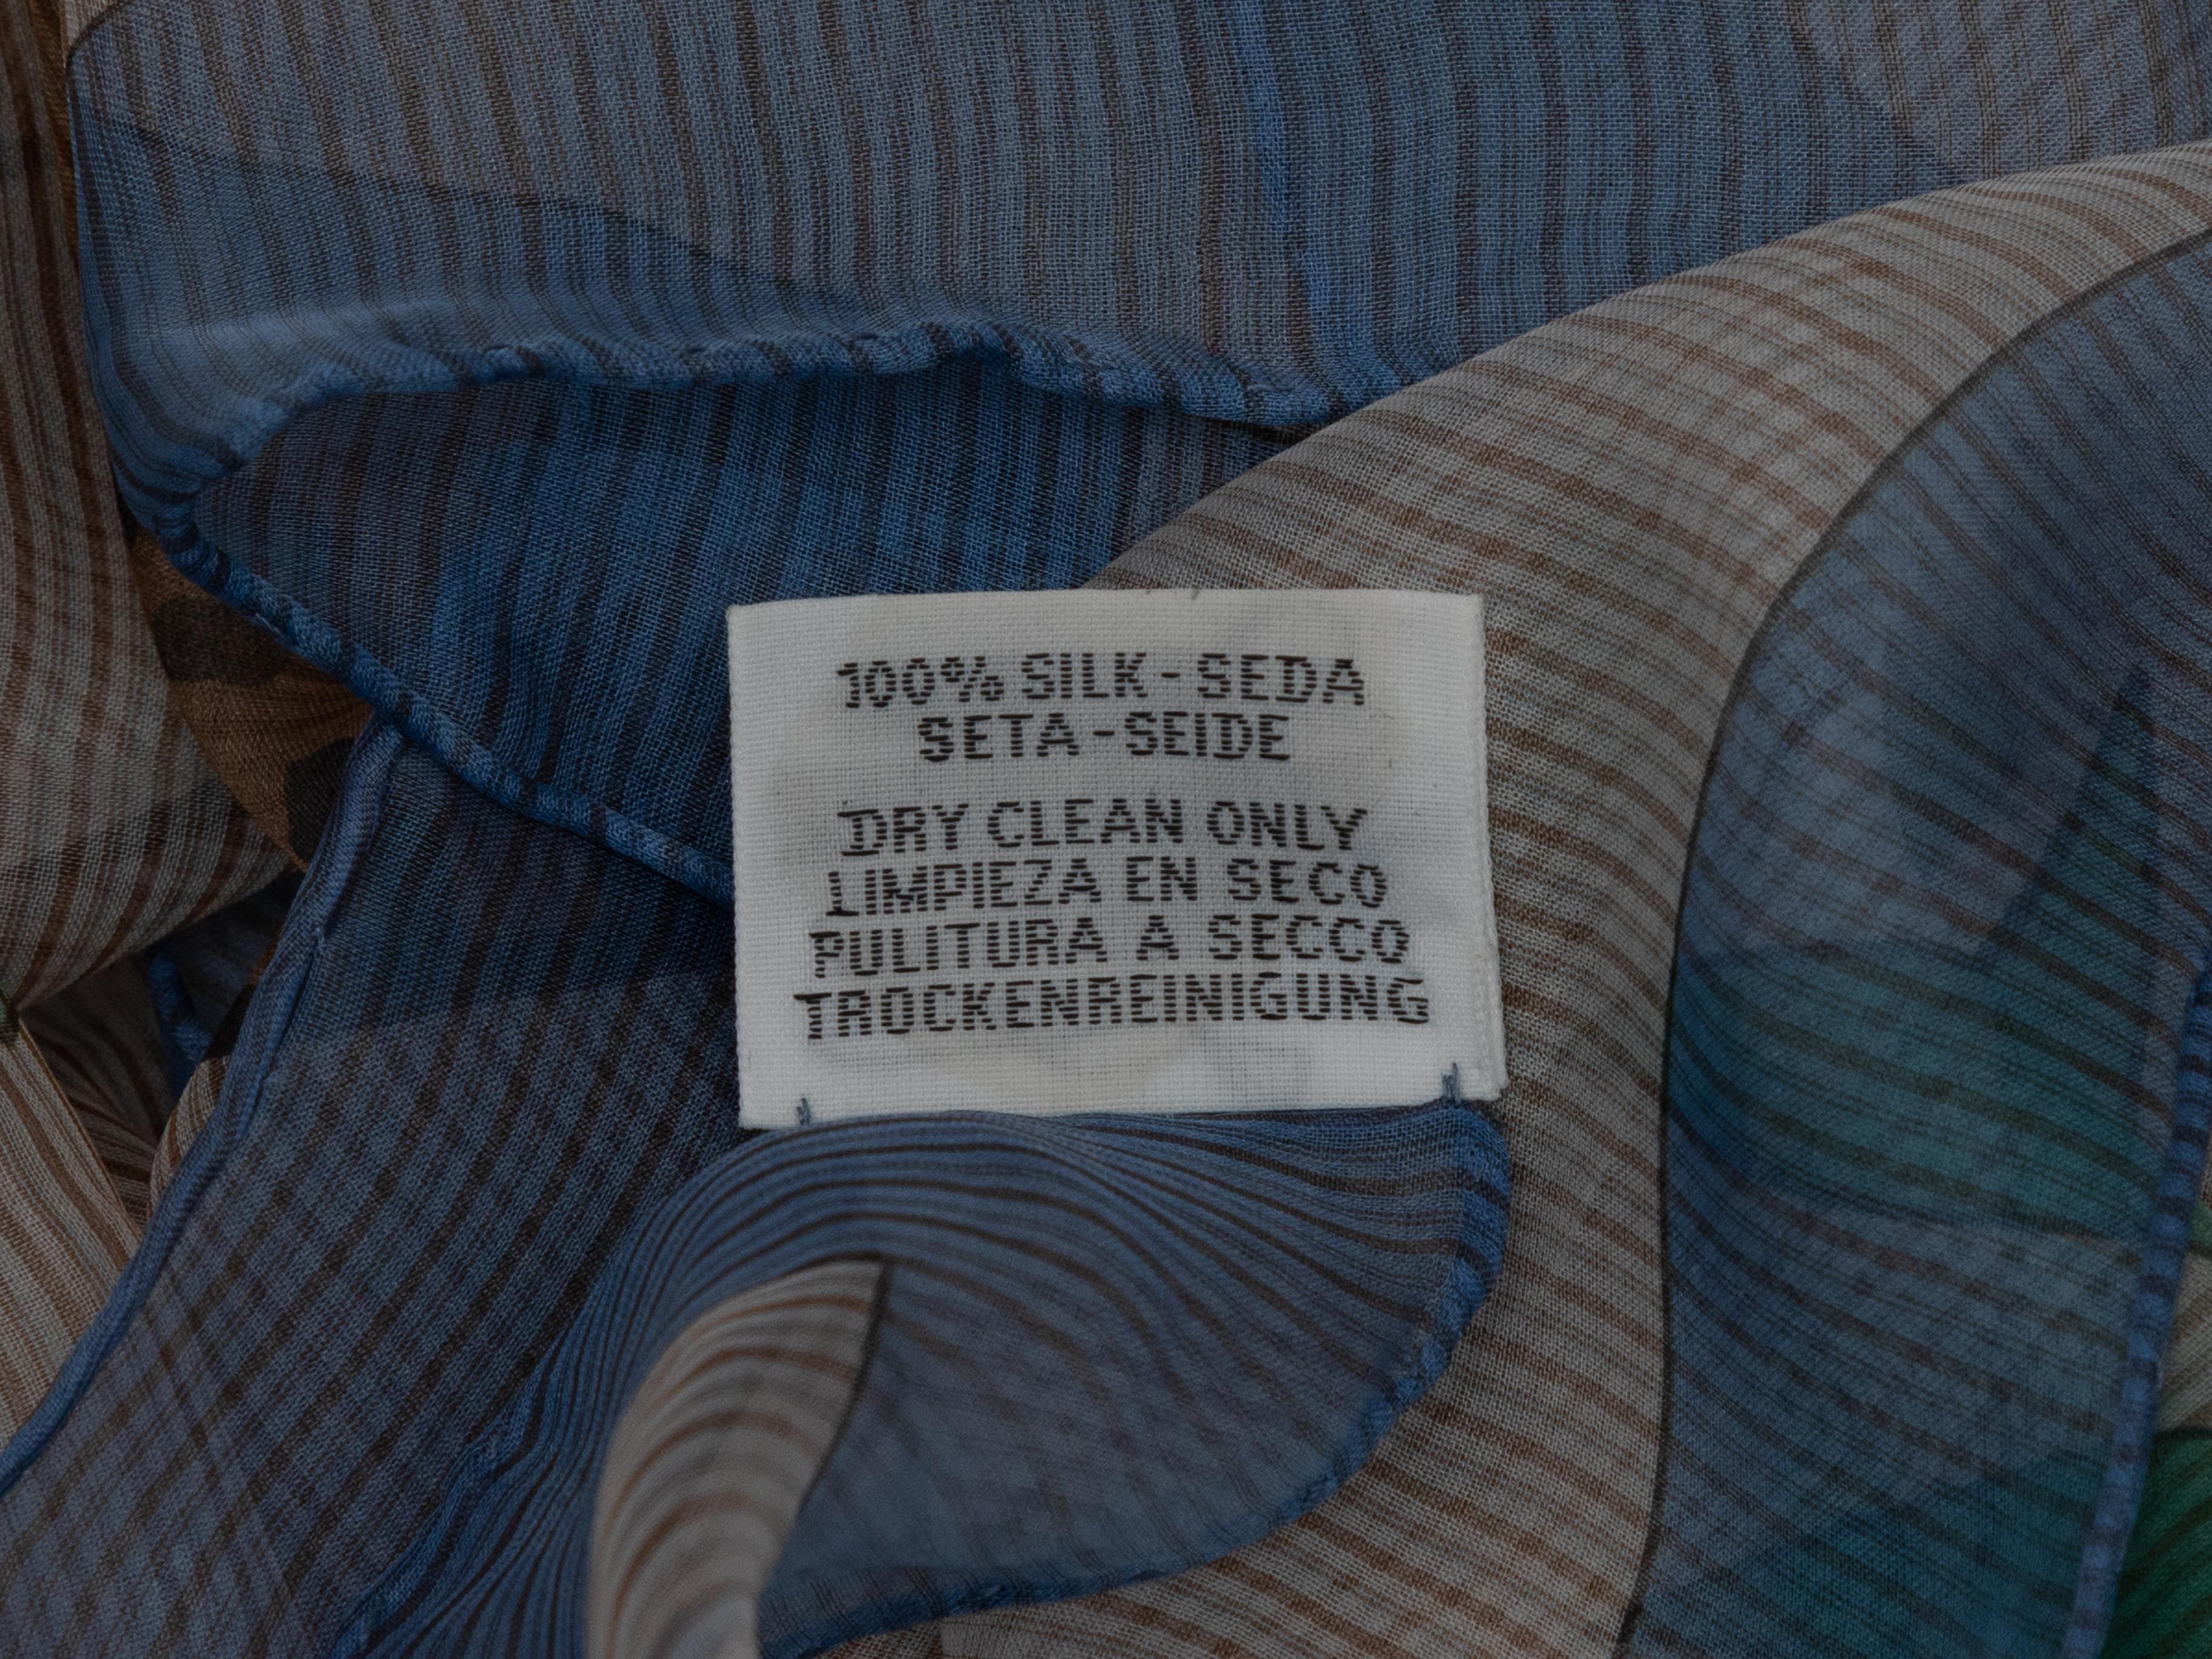 100% SILK-SEDA
SETA-SEIDE
DRY CLEAN ONLY
LIMPIEZA EN SECO
PULITURA A SECCO
TROCKENREINIGUNG